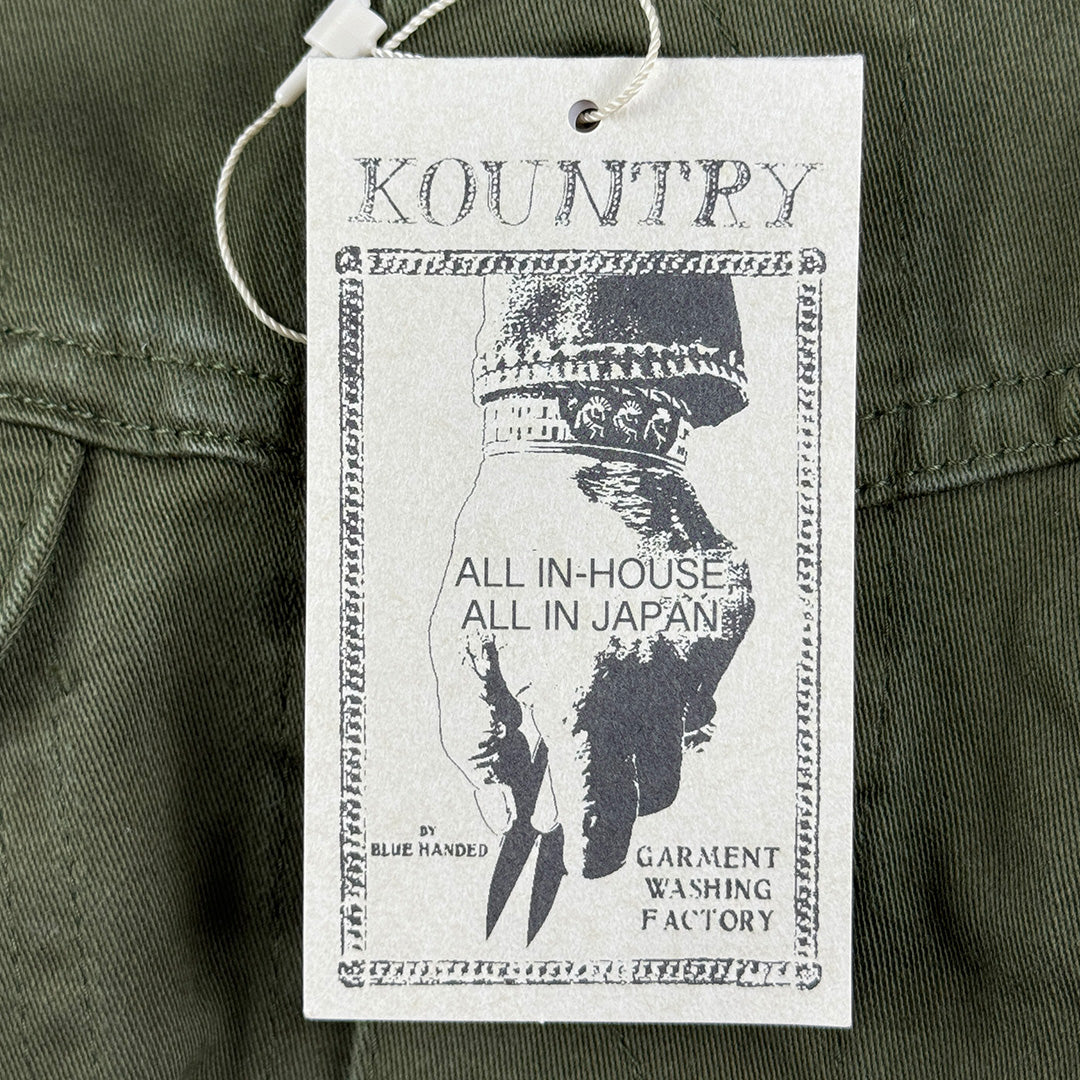 KOUNTRY
ALL IN-HOUSE,
ALL IN JAPAN
BY
BLUE HANDED
GARMENT
WASHING
FACTORY